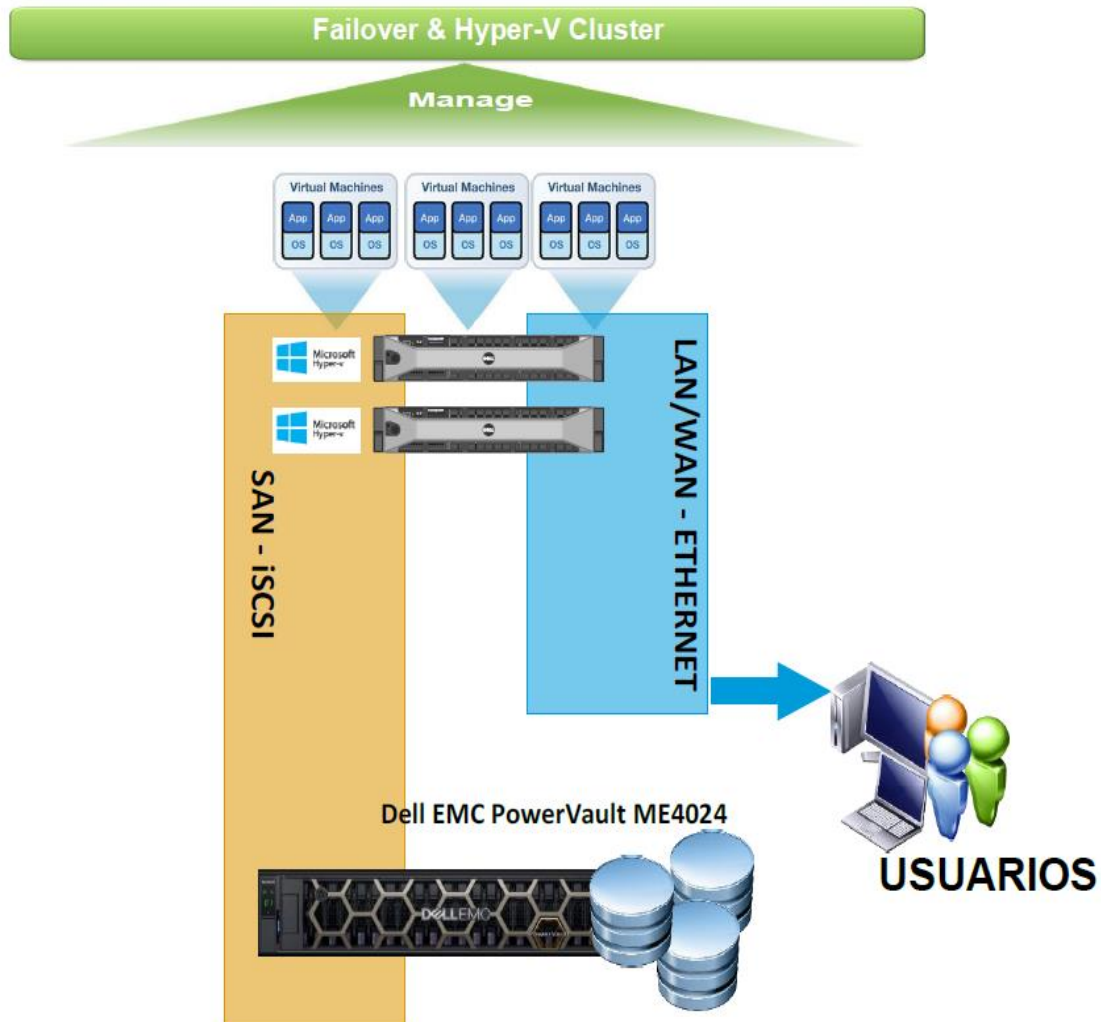 Failover & Hyper-V Cluster
Manage
Virtual Machines
App App App
OS OS OS
Virtual Machines
App App App
OS OS OS
Virtual Machines
App App App
OS OS OS
Microsoft
Hyper-v
Microsoft
Hyper-v
SAN - iSCSI
LAN/WAN - ETHERNET
Dell EMC PowerVault ME4024
DELLEMC
USUARIOS